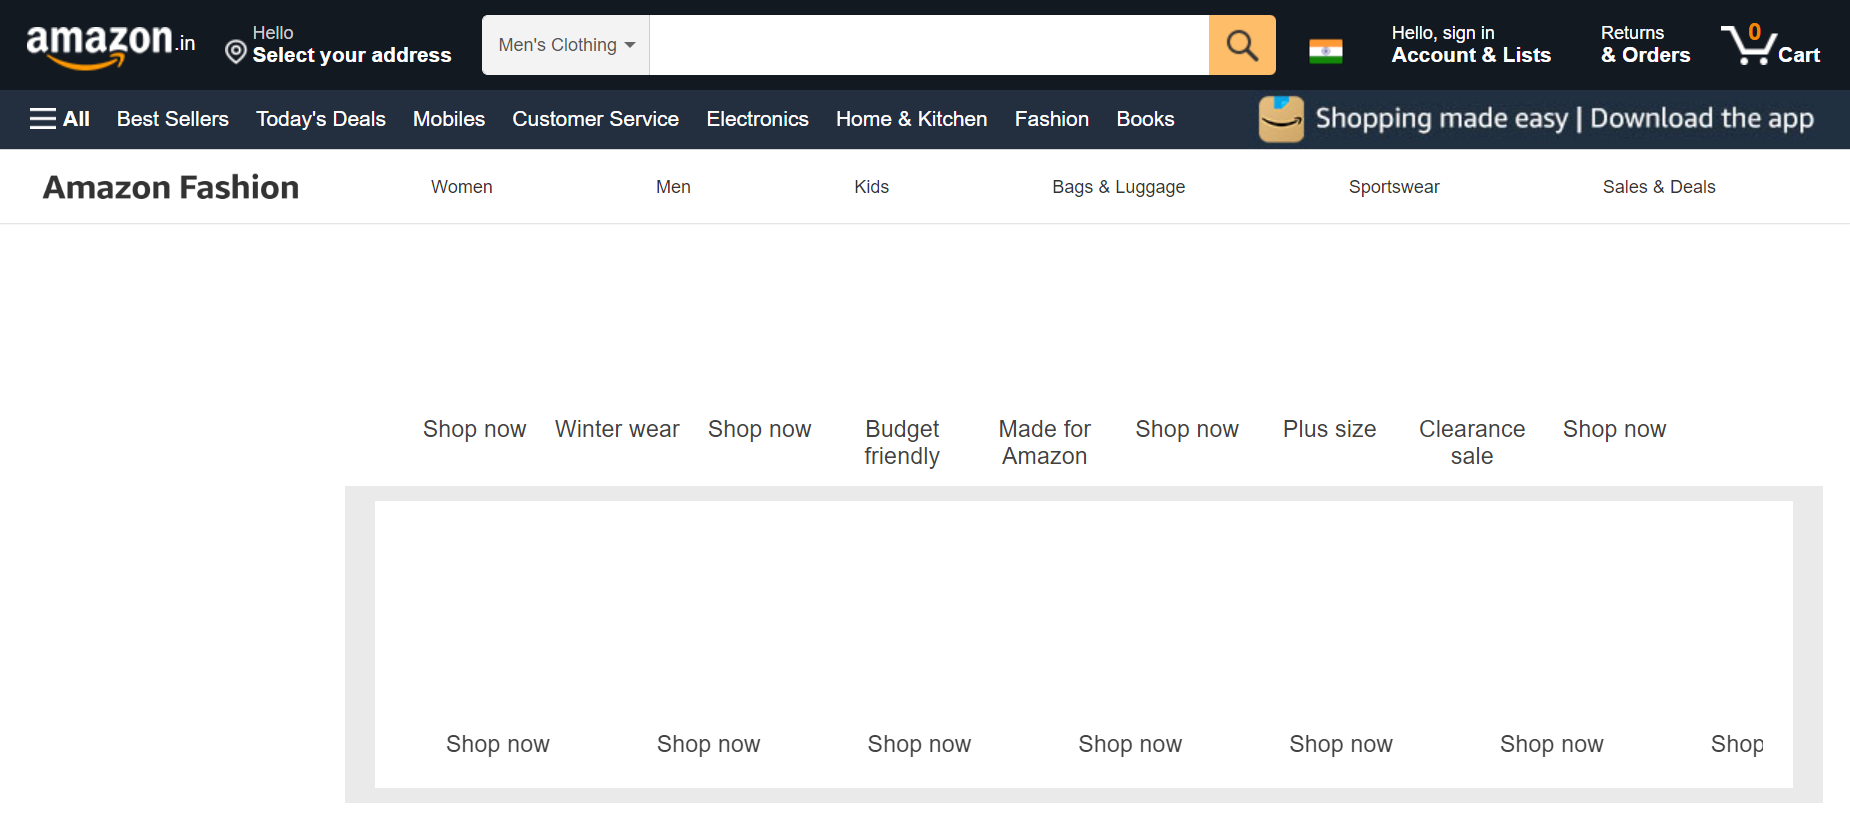 amazon.in
Hello
Select your address
Men's Clothing
Hello, sign in
Account & Lists
Returns
& Orders
0
Cart
All Best Sellers Today's Deals Mobiles Customer Service Electronics Home & Kitchen Fashion Books
Shopping made easy | Download the app
Amazon Fashion Women Men Kids Bags & Luggage Sportswear Sales & Deals
Shop now
Winter wear
Shop now
Budget
friendly
Made for
Amazon
Shop now
Plus size
Clearance
sale
Shop now
Shop now Shop now Shop now Shop now Shop now Shop now Shop